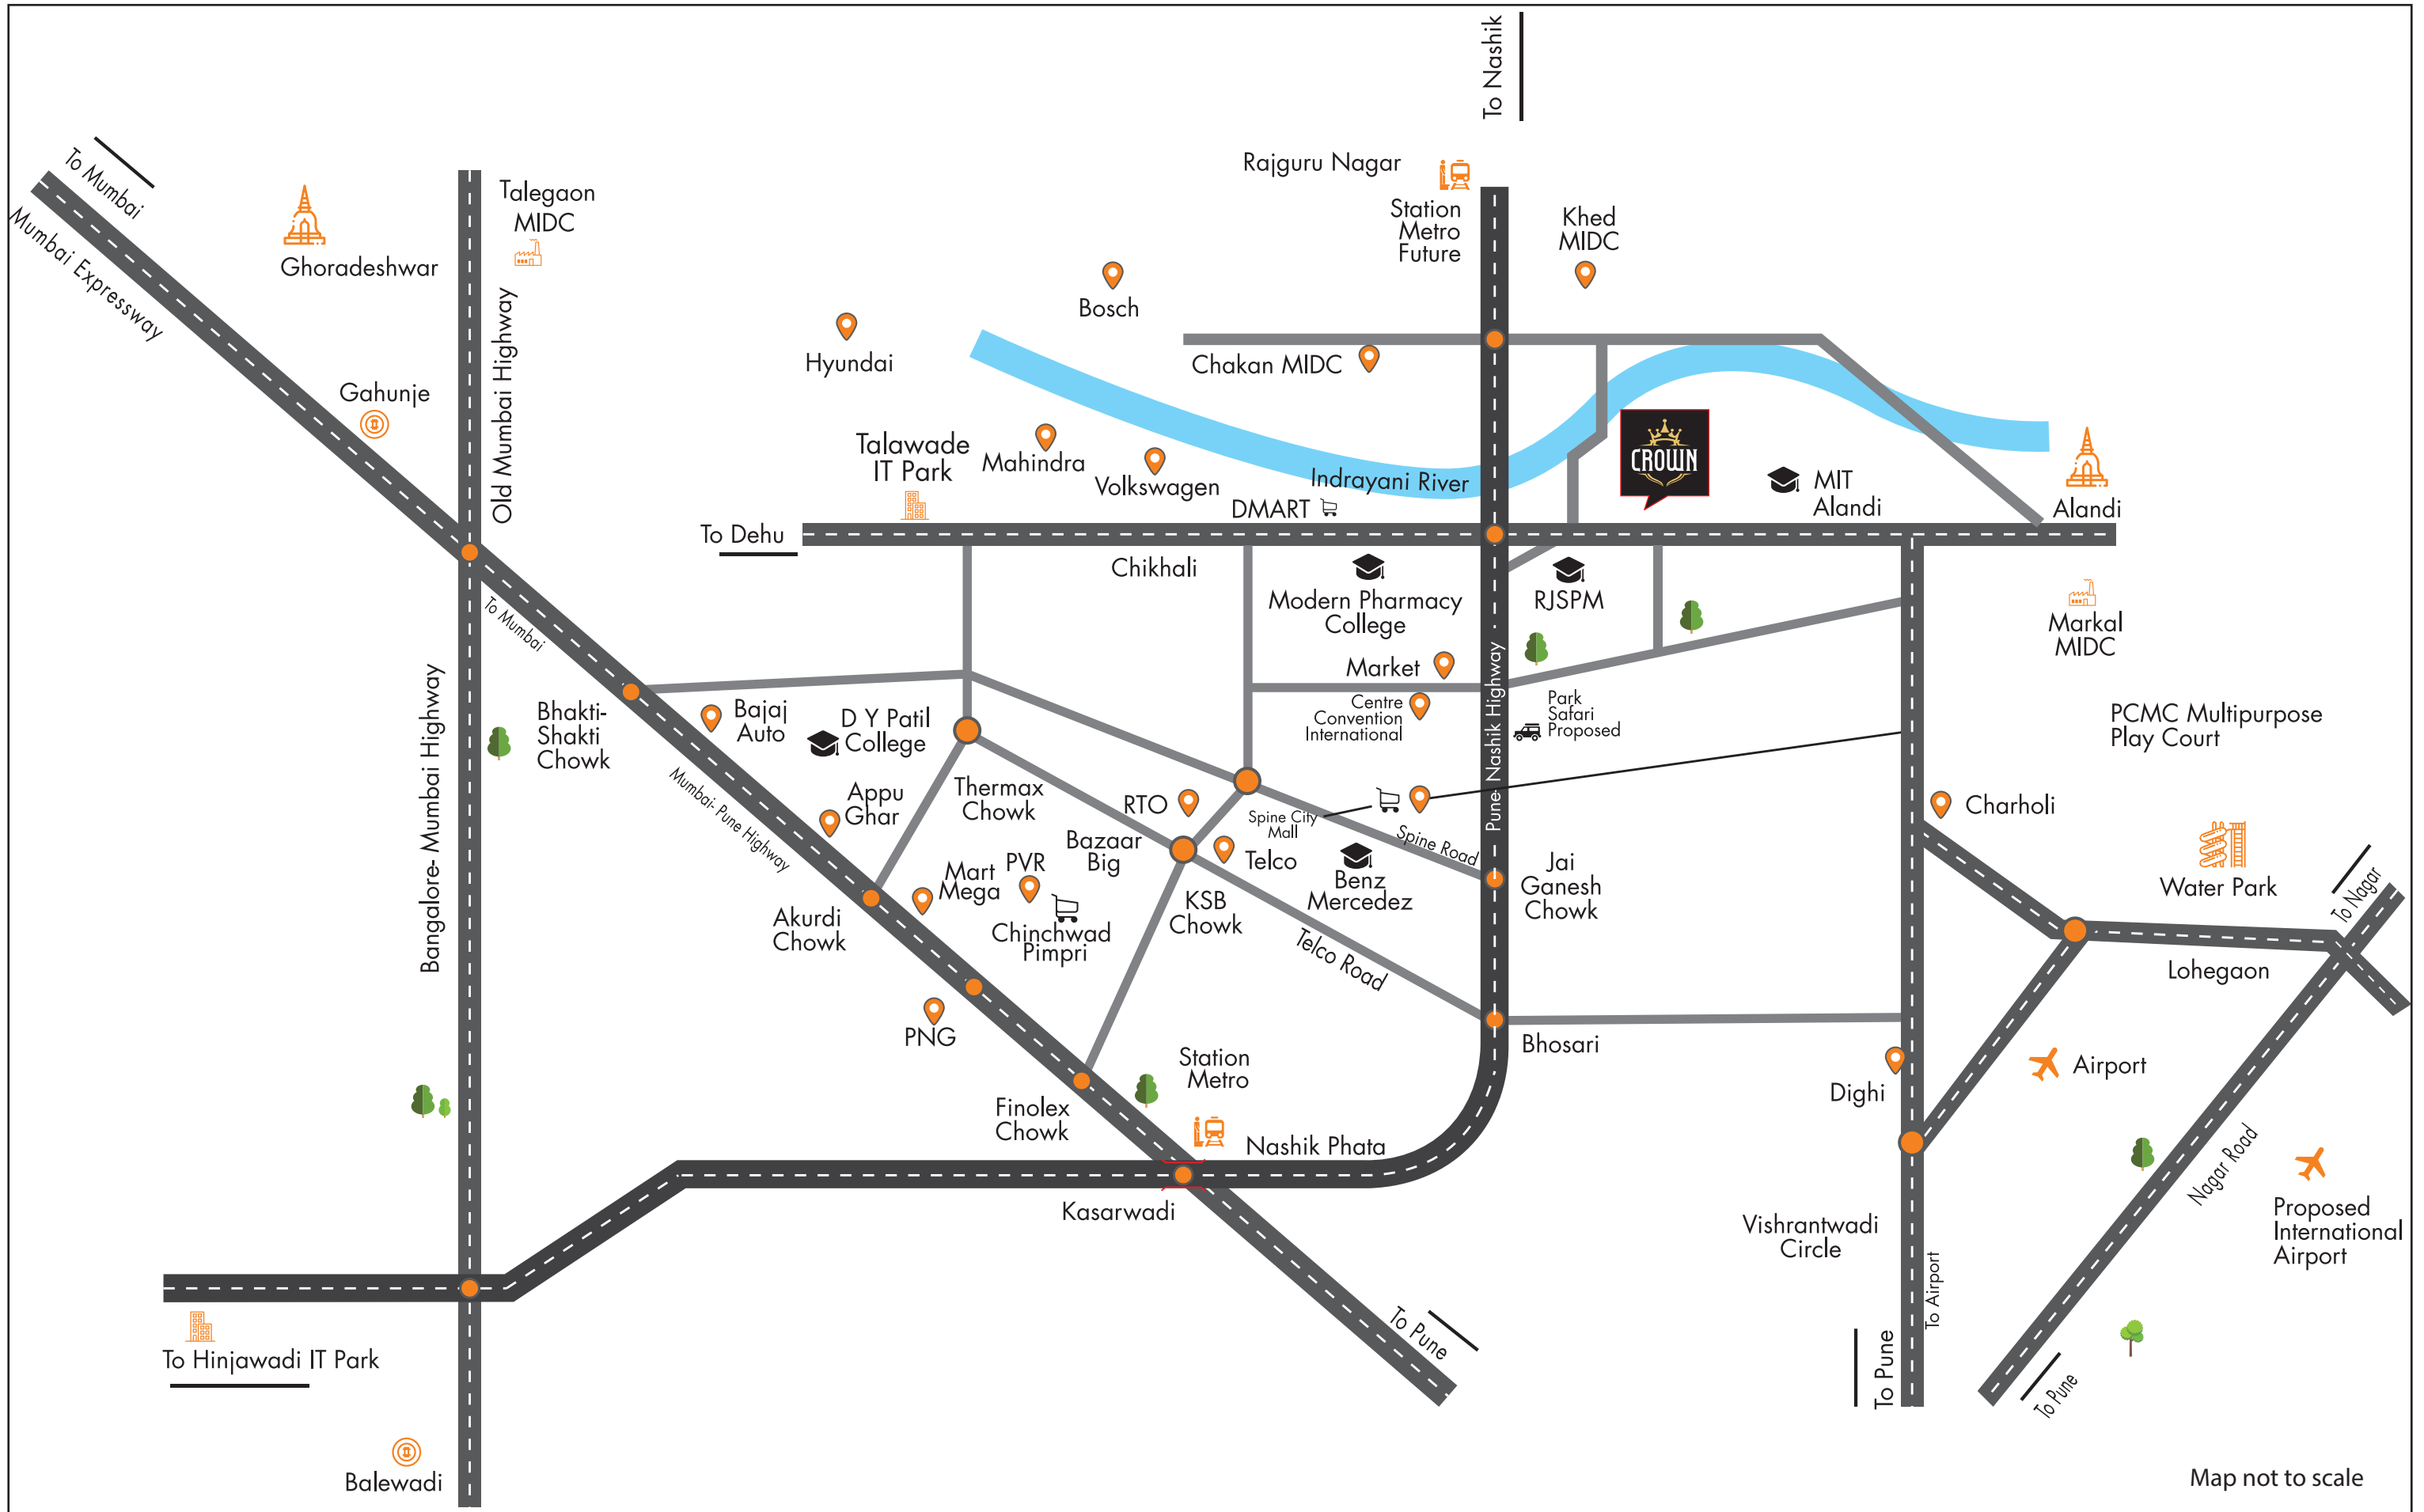 To Nashik
Rajguru Nagar
Station
Metro
Future
Khed
MIDC
To Mumbai
Mumbai Expressway
Ghoradeshwar
Talegaon
MIDC
Old Mumbai Highway
Gahunje
Bosch
Hyundai
Chakan MIDC
Talawade
IT Park
Mahindra
Volkswagen
Indrayani River
CROWN
MIT
Alandi
Alandi
DMART
To Dehu
Chikhali
Modern Pharmacy
College
RJSPM
Markal
MIDC
To Mumbai
Market
Centre
Convention
International
Pune- Nashik Highway
Park
Safari
Proposed
PCMC Multipurpose
Play Court
Bangalore- Mumbai Highway
Bhakti-
Shakti
Chowk
Bajaj
Auto
D Y Patil
College
Mumbai- Pune Highway
Appu
Ghar
Thermax
Chowk
RTO
Spine City
Mall
Spine Road
Charholi
Bazaar
Big
Telco
Benz
Mercedez
Jai
Ganesh
Chowk
Water Park
To Nagar
Mart
Mega
PVR
Chinchwad
Pimpri
KSB
Chowk
Akurdi
Chowk
Telco Road
Lohegaon
PNG
Bhosari
Station
Metro
Airport
Dighi
Finolex
Chowk
Nashik Phata
Nagar Road
Kasarwadi
Vishrantwadi
Circle
Proposed
International
Airport
To Airport
To Pune
To Pune
To Pune
To Hinjawadi IT Park
Balewadi
Map not to scale